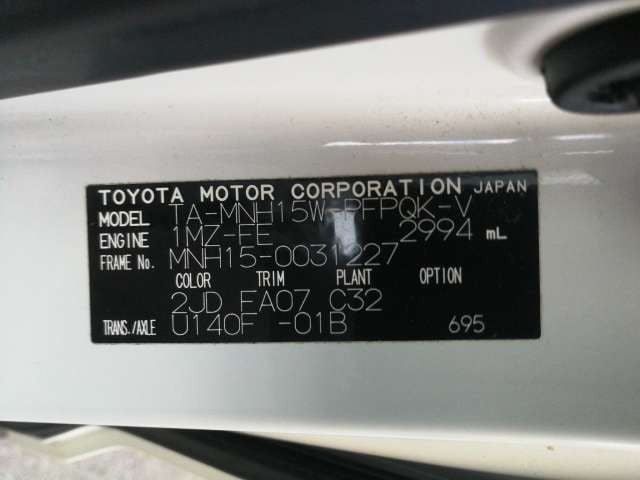 TOYOTA MOTOR CORPORATION JAPAN
MODEL TA-MNH15W-PFPQK-V
ENGINE 1MZ-FE 2994 mL
FRAME No. MNH15-0031227
COLOR TRIM PLANT OPTION
2JD FA07 C32
TRANS./AXLE U140F -01B 695